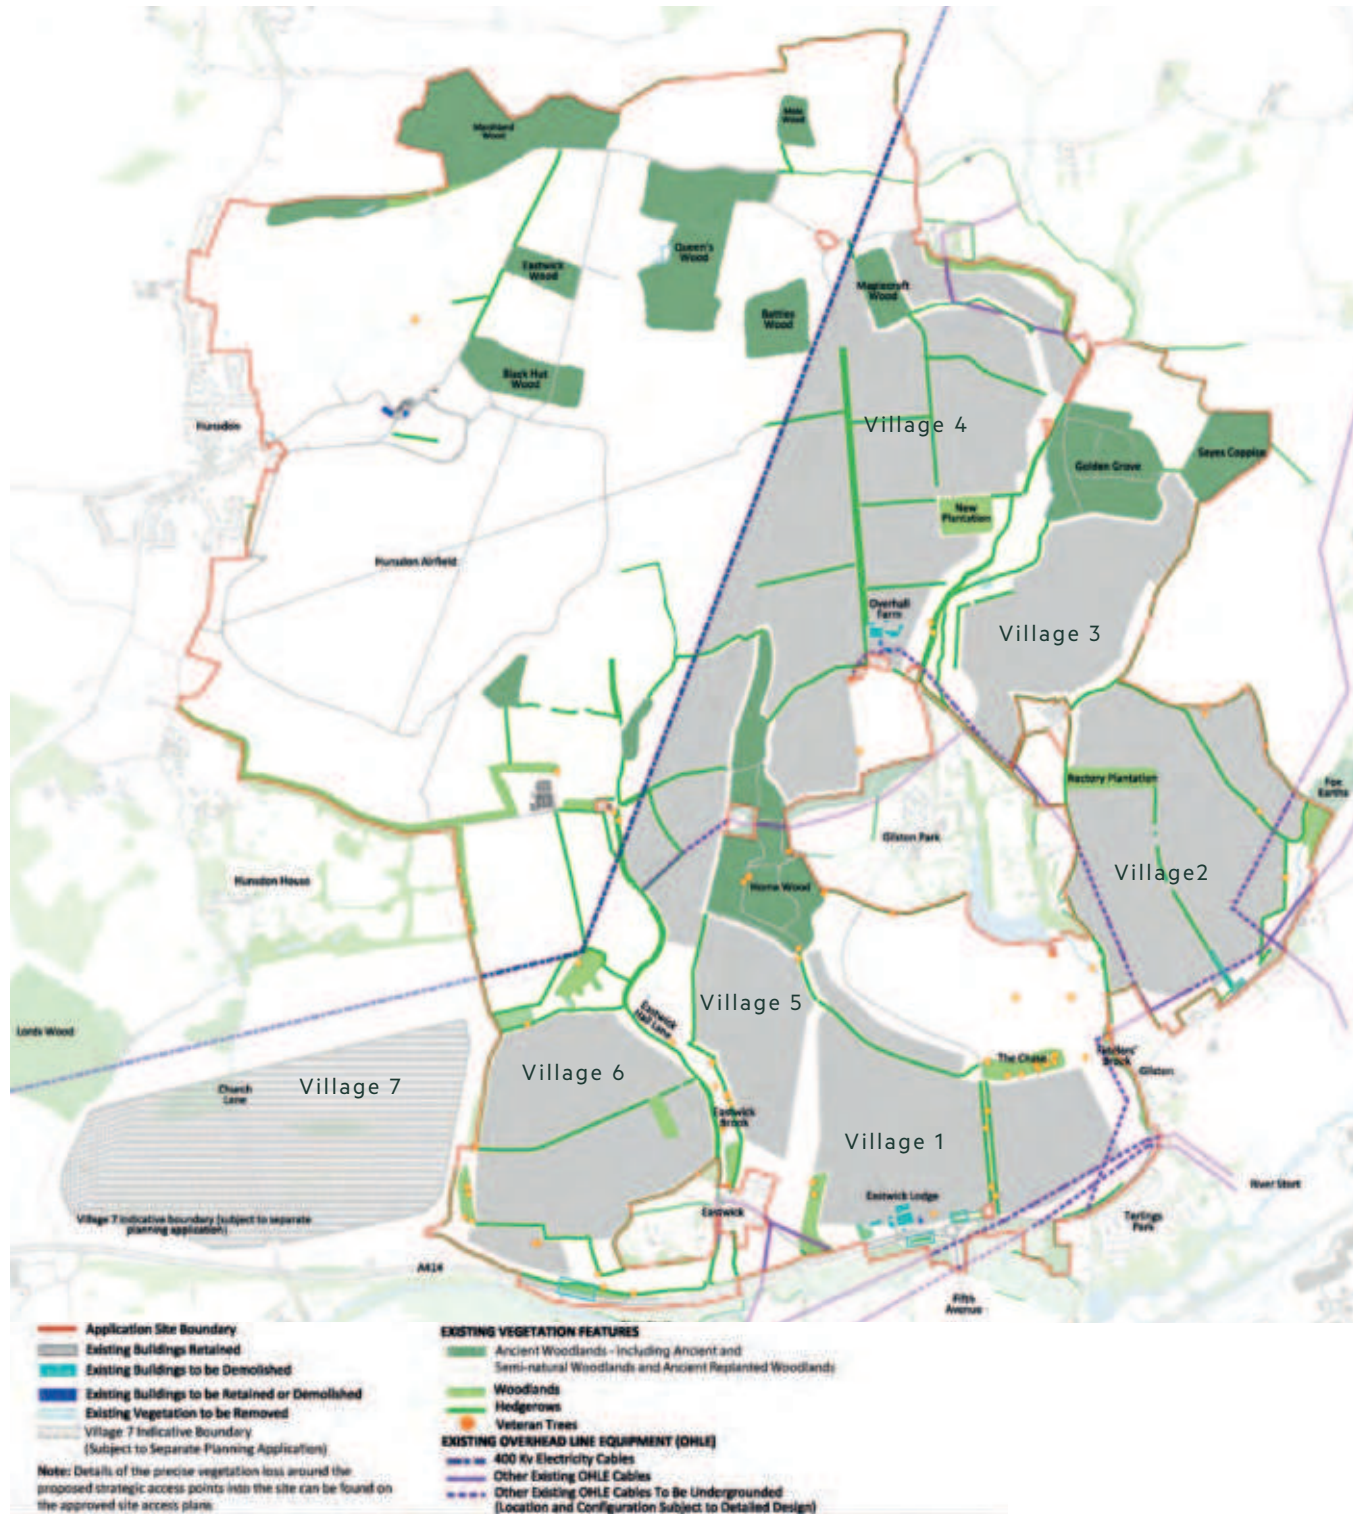 Marshland
Wood
Mole
Wood
Queen's
Wood
Eastwick
Wood
Maplecroft
Wood
Battles
Wood
Black Hut
Wood
Hunsdon
Village 4
Golden Grove
Sayes Coppice
New
Plantation
Hunsdon Airfield
Overhall
Farm
Village 3
Rectory Plantation
Fox
Earths
Gilston Park
Hunsdon House
Home Wood
Village2
Lords Wood
Eastwick
Hall Lane
Village 5
The Chase
Fiddlers'
Brook
Gilston
Church
Lane
Village 7
Village 6
Eastwick
Brook
Village 1
River Stort
Eastwick Lodge
Eastwick
Terlings
Park
Village 7 indicative boundary (subject to separate
planning application)
A414
Fifth
Avenue
Application Site Boundary
Existing Buildings Retained
Existing Buildings to be Demolished
Existing Buildings to be Retained or Demolished
Existing Vegetation to be Removed
Village 7 Indicative Boundary
(Subject to Separate Planning Application)
Note: Details of the precise vegetation loss around the
proposed strategic access points into the site can be found on
the approved site access plans
EXISTING VEGETATION FEATURES
Ancient Woodlands - including Ancient and
Semi-natural Woodlands and Ancient Replanted Woodlands
Woodlands
Hedgerows
Veteran Trees
EXISTING OVERHEAD LINE EQUIPMENT (OHLE)
400 Kv Electricity Cables
Other Existing OHLE Cables
Other Existing OHLE Cables To Be Undergrounded
(Location and Configuration Subject to Detailed Design)